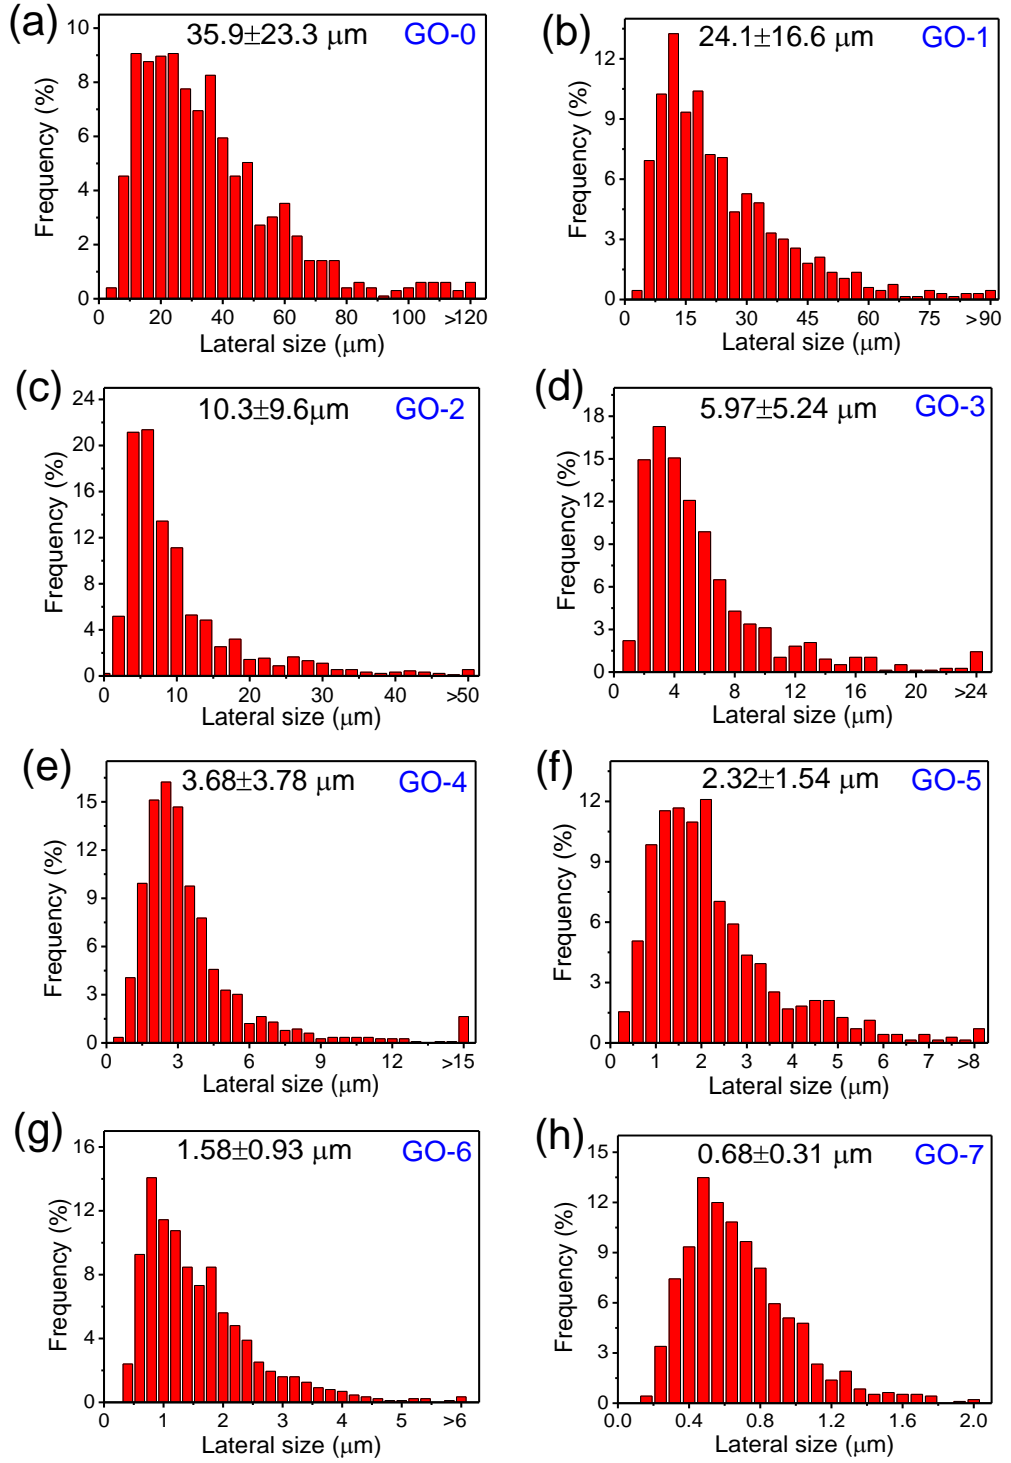 (a)
35.9±23.3 μm
GO-0
Frequency (%)
10
8
6
4
2
0
0 20 40 60 80 100 >120
Lateral size (μm)
(b)
24.1±16.6 μm
GO-1
Frequency (%)
12
9
6
3
0
0 15 30 45 60 75 >90
Lateral size (μm)
(c)
10.3±9.6μm
GO-2
Frequency (%)
24
20
16
12
8
4
0
0 10 20 30 40 >50
Lateral size (μm)
(d)
5.97±5.24 μm
GO-3
Frequency (%)
18
15
12
9
6
3
0
0 4 8 12 16 20 >24
Lateral size (μm)
(e)
3.68±3.78 μm
GO-4
Frequency (%)
15
12
9
6
3
0
0 3 6 9 12 >15
Lateral size (μm)
(f)
2.32±1.54 μm
GO-5
Frequency (%)
12
9
6
3
0
0 1 2 3 4 5 6 7 >8
Lateral size (μm)
(g)
1.58±0.93 μm
GO-6
Frequency (%)
16
12
8
4
0
0 1 2 3 4 5 >6
Lateral size (μm)
(h)
0.68±0.31 μm
GO-7
Frequency (%)
15
12
9
6
3
0
0.0 0.4 0.8 1.2 1.6 2.0
Lateral size (μm)